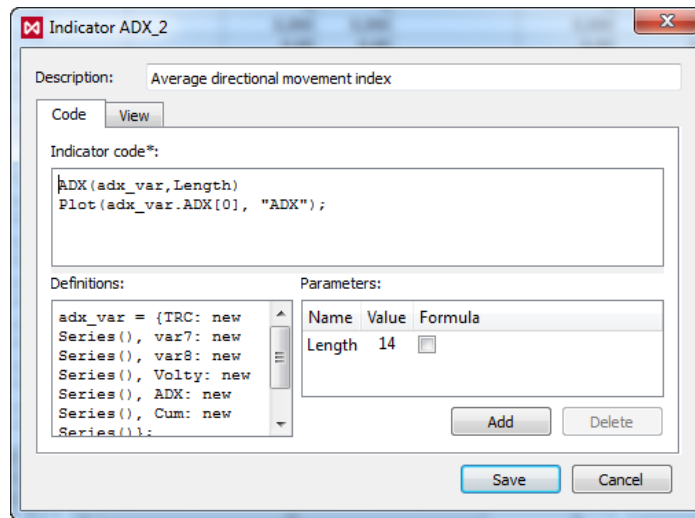 Indicator ADX_2
Description: Average directional movement index
Code View
Indicator code*:
ADX(adx_var,Length)
Plot(adx_var.ADX[0], "ADX");
Definitions:
adx_var = {TRC: new
Series(), var7: new
Series(), var8: new
Series(), Volty: new
Series(), ADX: new
Series(), Cum: new
Series()};
Parameters:
Name Value Formula
Length 14
Add Delete
Save Cancel